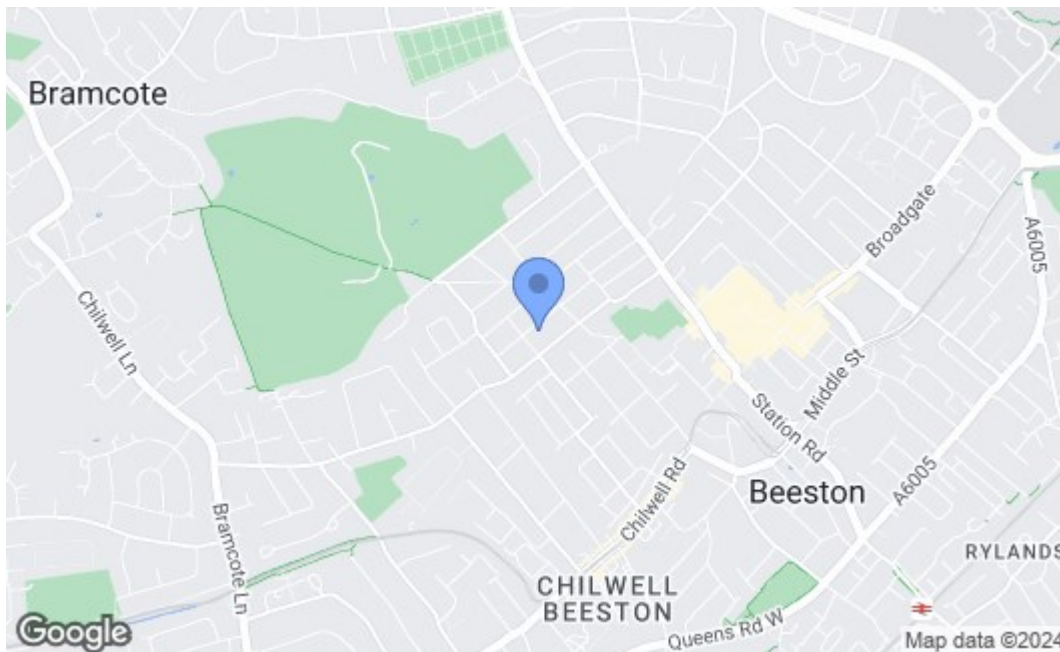 Bramcote
Broadgate
A6005
Chilwell Ln
Middle St
Station Rd
Chilwell Rd
A6005
Beeston
Bramcote Ln
RYLANDS
CHILWELL
BEESTON
Queens Rd W
Google
Map data ©2024